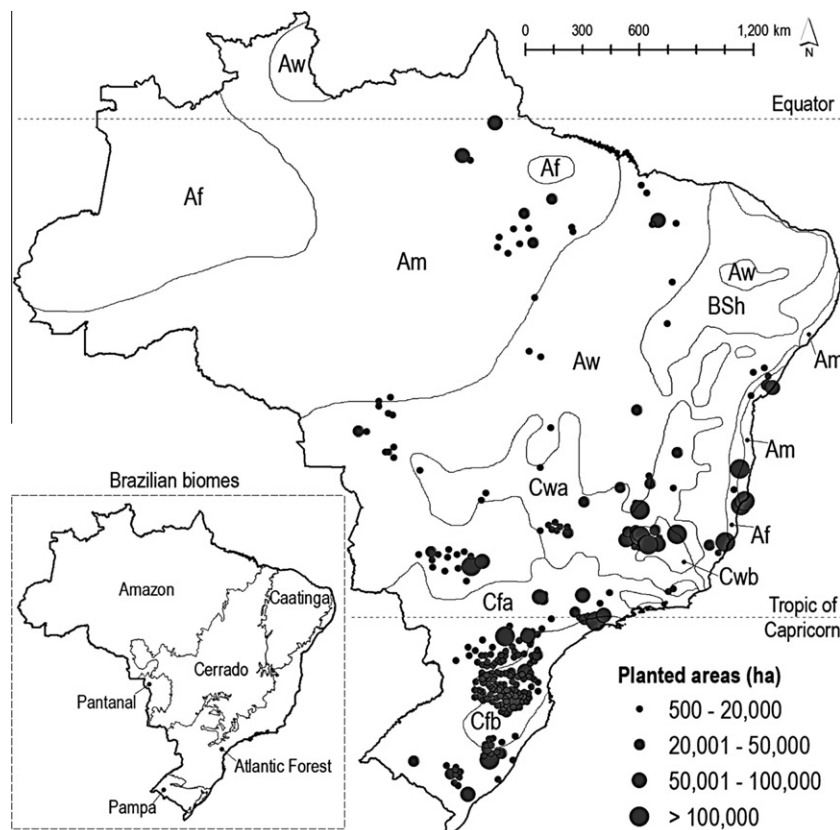 0 300 600 1,200 km
N
Aw
Equator
Af
Af
Am
Aw
BSh
Am
Aw
Am
Brazilian biomes
Cwa
Af
Amazon
Cwb
Caatinga
Cfa
Tropic of
Capricorn
Cerrado
Planted areas (ha)
Pantanal
500 - 20,000
Cfb
20,001 - 50,000
Atlantic Forest
50,001 - 100,000
Pampa
> 100,000